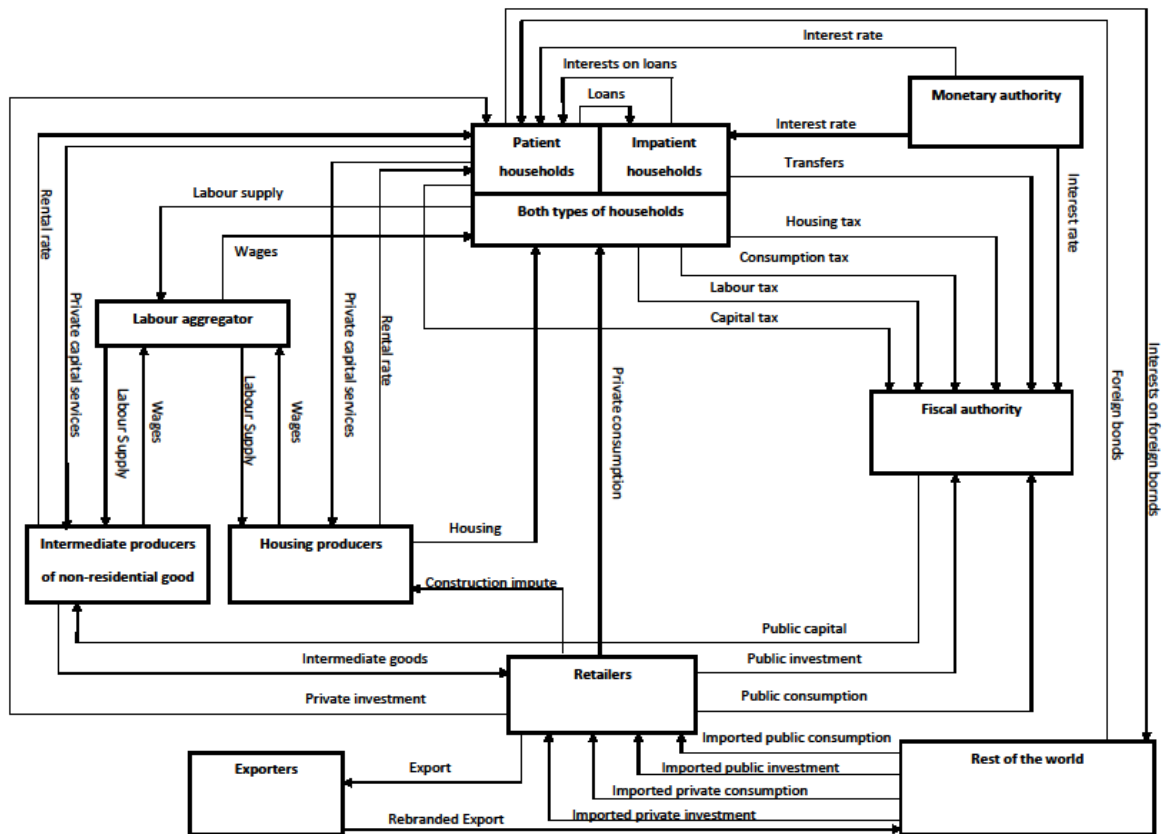 Interest rate
Interests on loans
Loans
Monetary authority
Interest rate
Patient
households
Impatient
households
Transfers
Labour supply
Both types of households
Housing tax
Interest rate
Rental rate
Wages
Consumption tax
Labour tax
Capital tax
Labour aggregator
Private capital services
Private capital services
Rental rate
Private consumption
Foreign bonds
Interests on foreign bornds
Labour Supply
Wages
Labour Supply
Wages
Fiscal authority
Intermediate producers
of non-residential good
Housing producers
Housing
Construction impute
Public capital
Intermediate goods
Retailers
Public investment
Private investment
Public consumption
Imported public consumption
Exporters
Export
Imported public investment
Rest of the world
Imported private consumption
Rebranded Export
Imported private investment